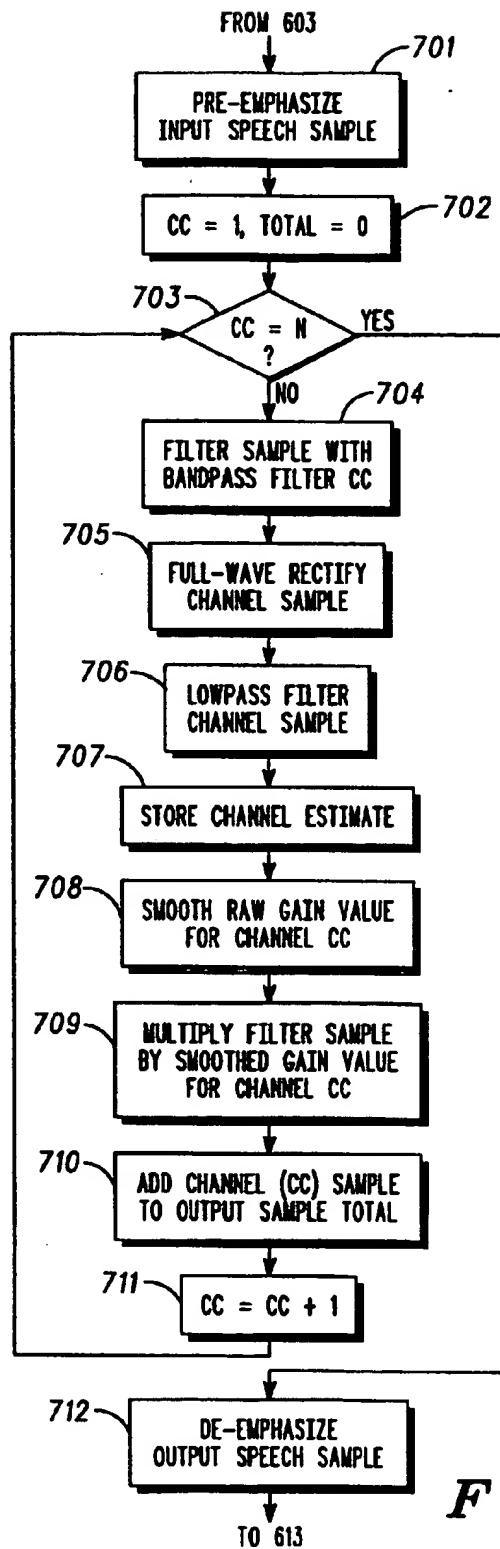 FROM 603
701
PRE-EMPHASIZE
INPUT SPEECH SAMPLE
702
CC = 1, TOTAL = 0
703
CC = N
?
YES
NO
704
FILTER SAMPLE WITH
BANDPASS FILTER CC
705
FULL-WAVE RECTIFY
CHANNEL SAMPLE
706
LOWPASS FILTER
CHANNEL SAMPLE
707
STORE CHANNEL ESTIMATE
708
SMOOTH RAW GAIN VALUE
FOR CHANNEL CC
709
MULTIPLY FILTER SAMPLE
BY SMOOTHED GAIN VALUE
FOR CHANNEL CC
710
ADD CHANNEL (CC) SAMPLE
TO OUTPUT SAMPLE TOTAL
711
CC = CC + 1
712
DE-EMPHASIZE
OUTPUT SPEECH SAMPLE
F
TO 613